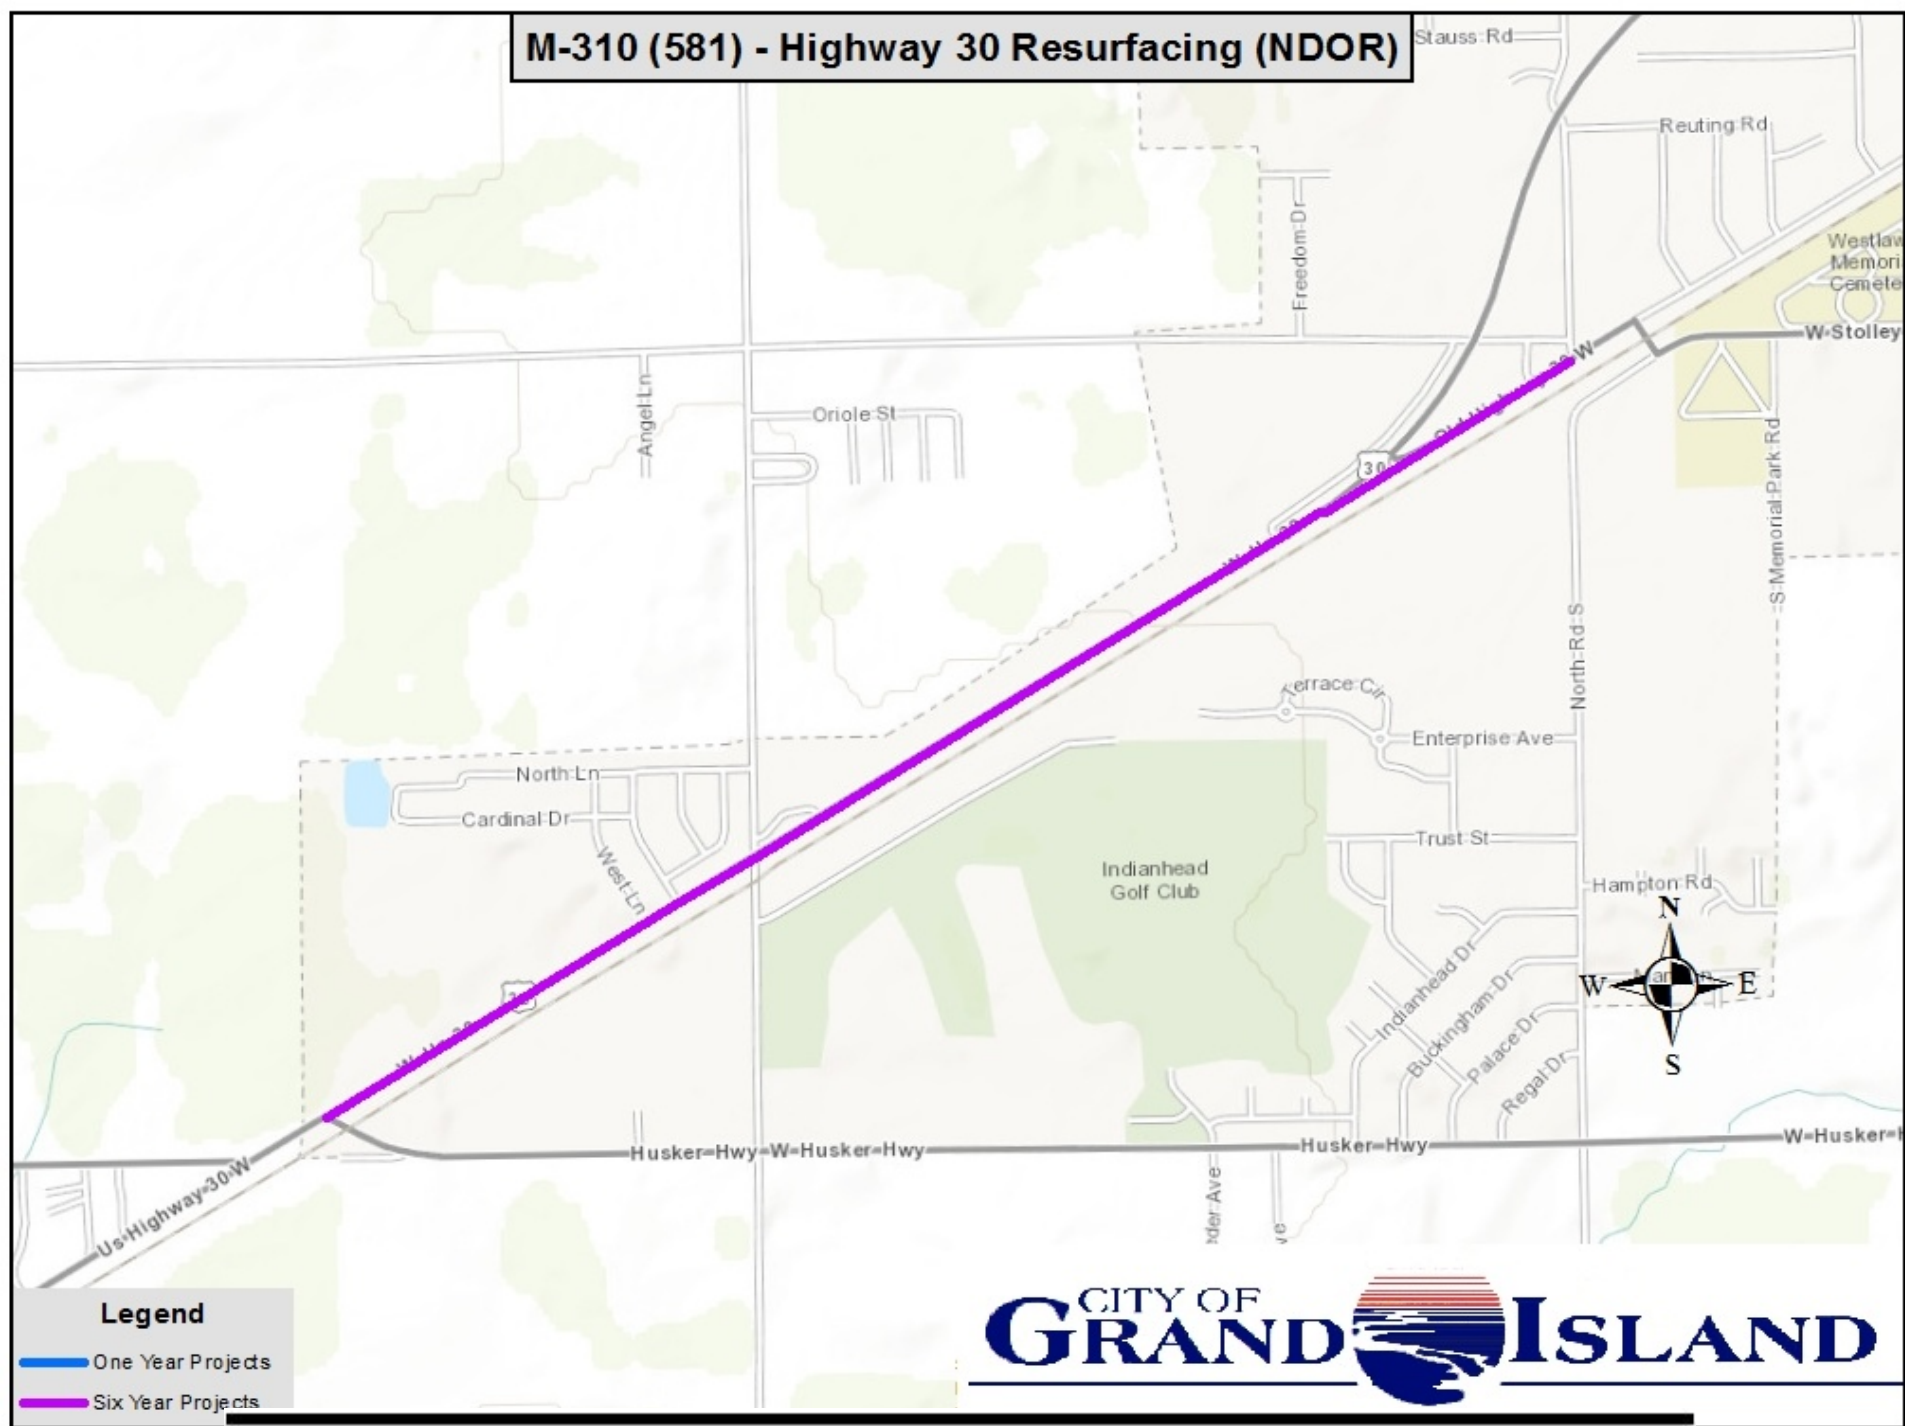 M-310 (581) - Highway 30 Resurfacing (NDOR)
Stauss Rd
Reuting Rd
Freedom Dr
Memori
W Stolley
30 W
Angel Ln
Oriole St
30
S Memorial Park Rd
North Rd S
Terrace Cir
Enterprise Ave
North Ln
Cardinal Dr
West Ln
Trust St
Indianhead
Golf Club
Hampton Rd
N
W
E
S
Indianhead Dr
Buckingham Dr
Palace Dr
Regal Dr
Husker Hwy
W Husker Hwy
Husker Hwy
W Husker H
Us Highway 30 W
Legend
One Year Projects
Six Year Projects
CITY OF
GRAND ISLAND